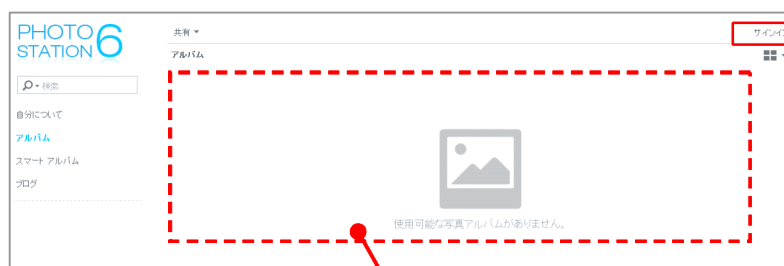 PHOTO
STATION 6
共有
サインイ
アルバム
検索
自分について
アルバム
スマート アルバム
ブログ
使用可能な写真アルバムがありません。